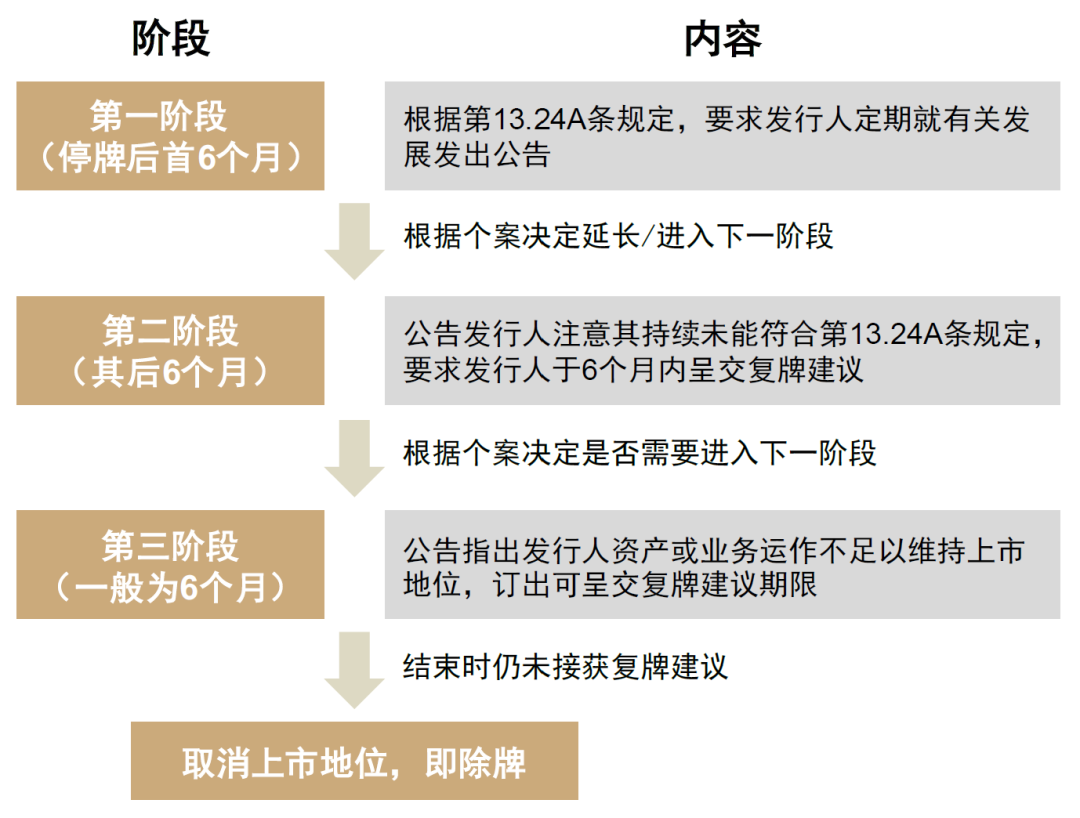 阶段
内容
第一阶段
（停牌后首6个月）
根据第13.24A条规定，要求发行人定期就有关发
展发出公告
根据个案决定延长/进入下一阶段
第二阶段
（其后6个月）
公告发行人注意其持续未能符合第13.24A条规定，
要求发行人于6个月内呈交复牌建议
根据个案决定是否需要进入下一阶段
第三阶段
（一般为6个月）
公告指出发行人资产或业务运作不足以维持上市
地位，订出可呈交复牌建议期限
结束时仍未接获复牌建议
取消上市地位，即除牌